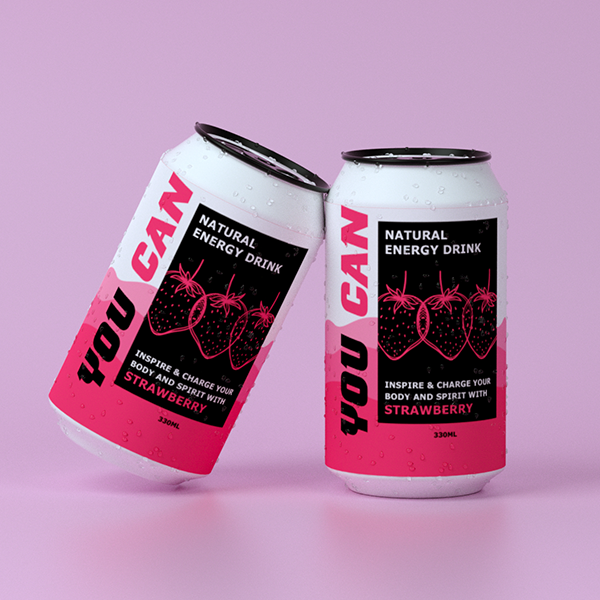 YOU CAN
NATURAL
ENERGY DRINK
INSPIRE & CHARGE YOUR
BODY AND SPIRIT WITH
STRAWBERRY
330ML
YOU CAN
NATURAL
ENERGY DRINK
INSPIRE & CHARGE YOUR
BODY AND SPIRIT WITH
STRAWBERRY
330ML